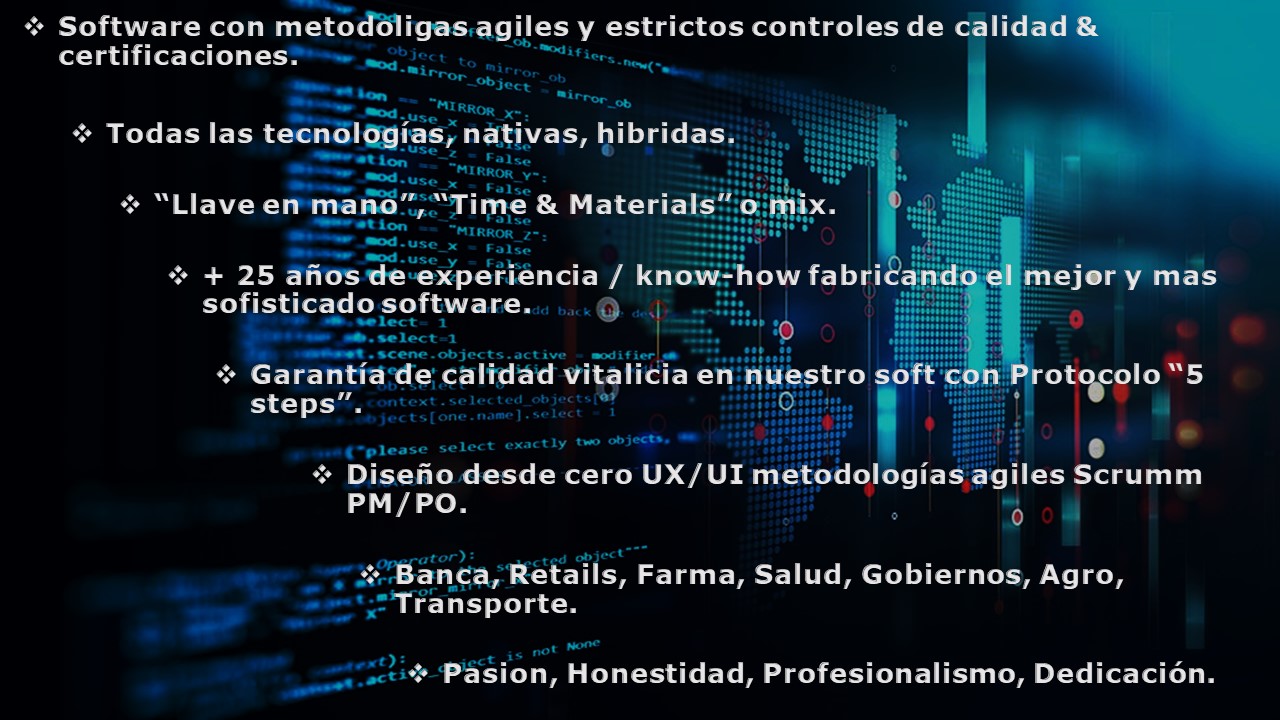 ❖ Software con metodoligas agiles y estrictos controles de calidad &
certificaciones.
❖ Todas las tecnologías, nativas, hibridas.
❖ “Llave en mano”, “Time & Materials” o mix.
❖ + 25 años de experiencia / know-how fabricando el mejor y mas
sofisticado software.
❖ Garantía de calidad vitalicia en nuestro soft con Protocolo “5
steps”.
❖ Diseño desde cero UX/UI metodologías agiles Scrumm
PM/PO.
❖ Banca, Retails, Farma, Salud, Gobiernos, Agro,
Transporte.
❖ Pasion, Honestidad, Profesionalismo, Dedicación.